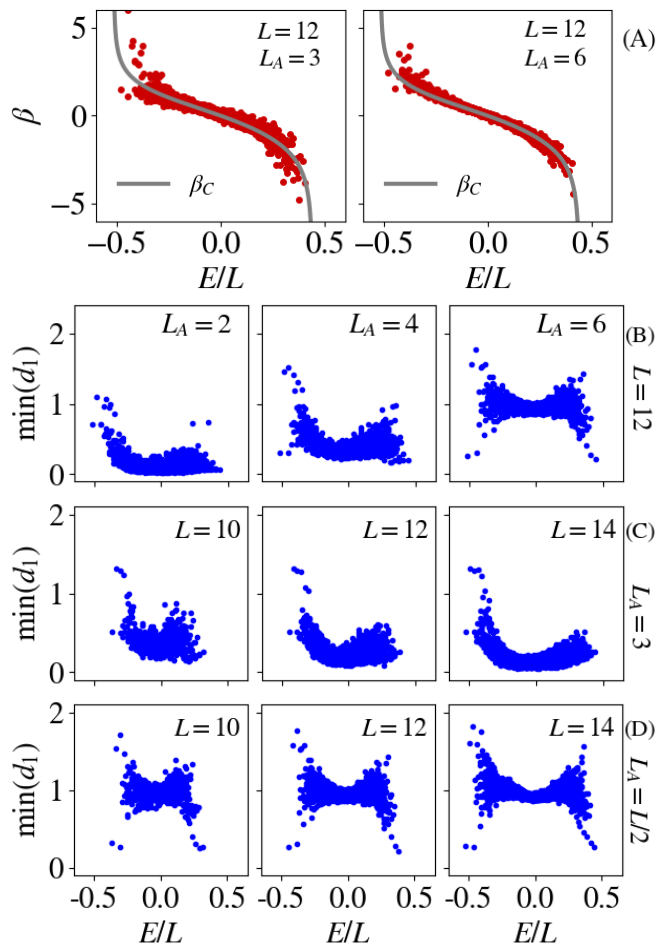 L = 12
L_A = 3
L = 12
L_A = 6
(A)
5
0
−5
β
β_C
β_C
−0.5 0.0 0.5
−0.5 0.0 0.5
E/L
E/L
L_A = 2
L_A = 4
L_A = 6
(B)
L = 12
2
1
0
min(d_1)
L = 10
L = 12
L = 14
(C)
L_A = 3
2
1
0
min(d_1)
L = 10
L = 12
L = 14
(D)
L_A = L/2
2
1
0
min(d_1)
-0.5 0.0 0.5
-0.5 0.0 0.5
-0.5 0.0 0.5
E/L
E/L
E/L